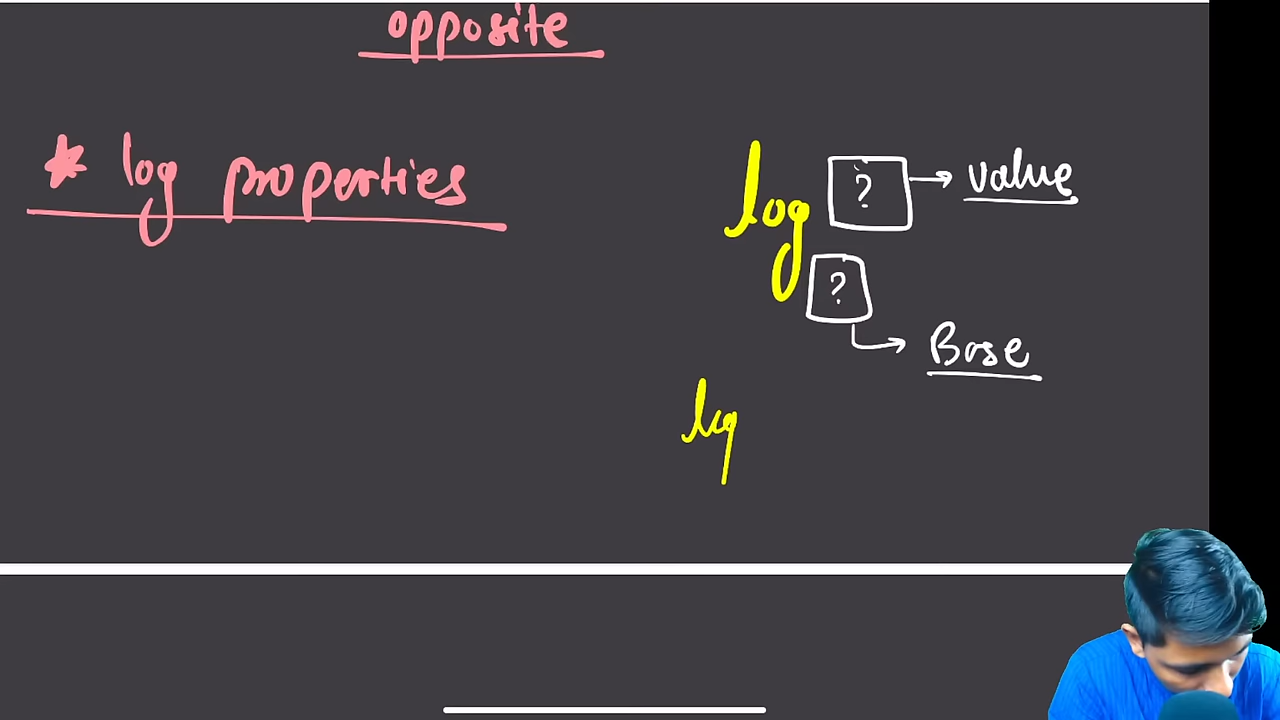 opposite
* log properties
log ? → value
?
→ Base
log